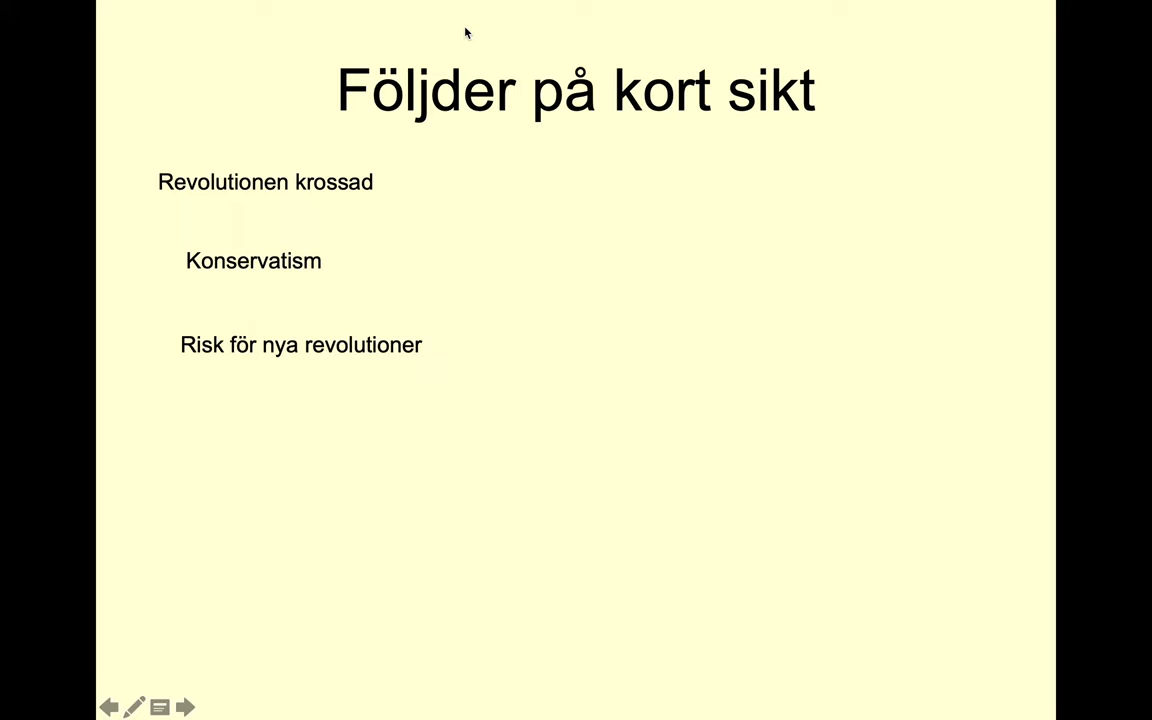 Följder på kort sikt
Revolutionen krossad
Konservatism
Risk för nya revolutioner